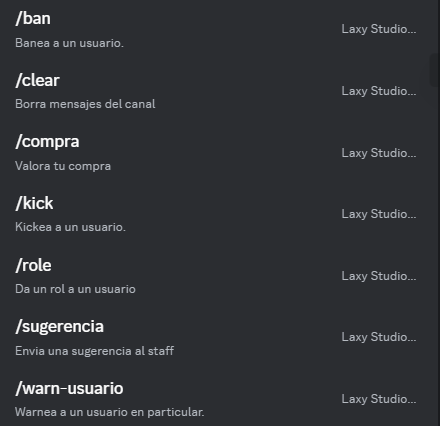 /ban
Banea a un usuario.
Laxy Studio...
/clear
Borra mensajes del canal
Laxy Studio...
/compra
Valora tu compra
Laxy Studio...
/kick
Kickea a un usuario.
Laxy Studio...
/role
Da un rol a un usuario
Laxy Studio...
/sugerencia
Envia una sugerencia al staff
Laxy Studio...
/warn-usuario
Warnea a un usuario en particular.
Laxy Studio...